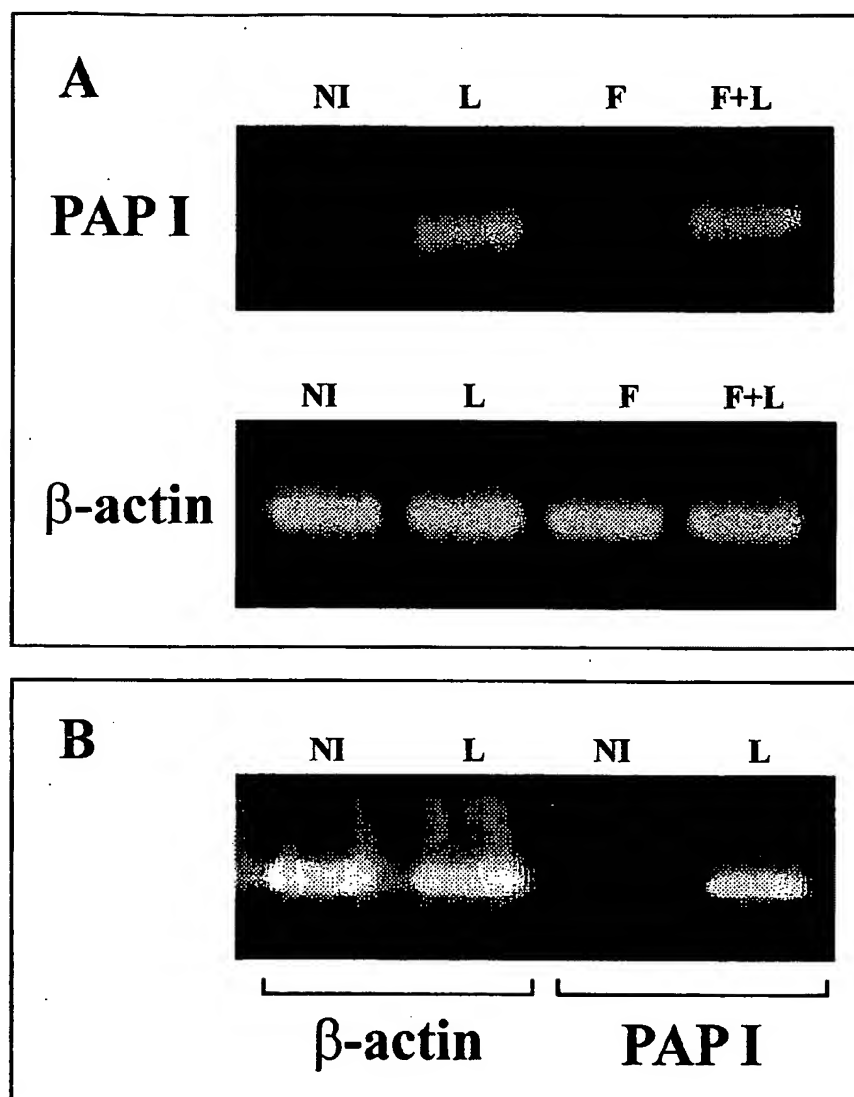 A
NI L F F+L
PAP I
NI L F F+L
β-actin
B
NI L NI L
β-actin PAP I